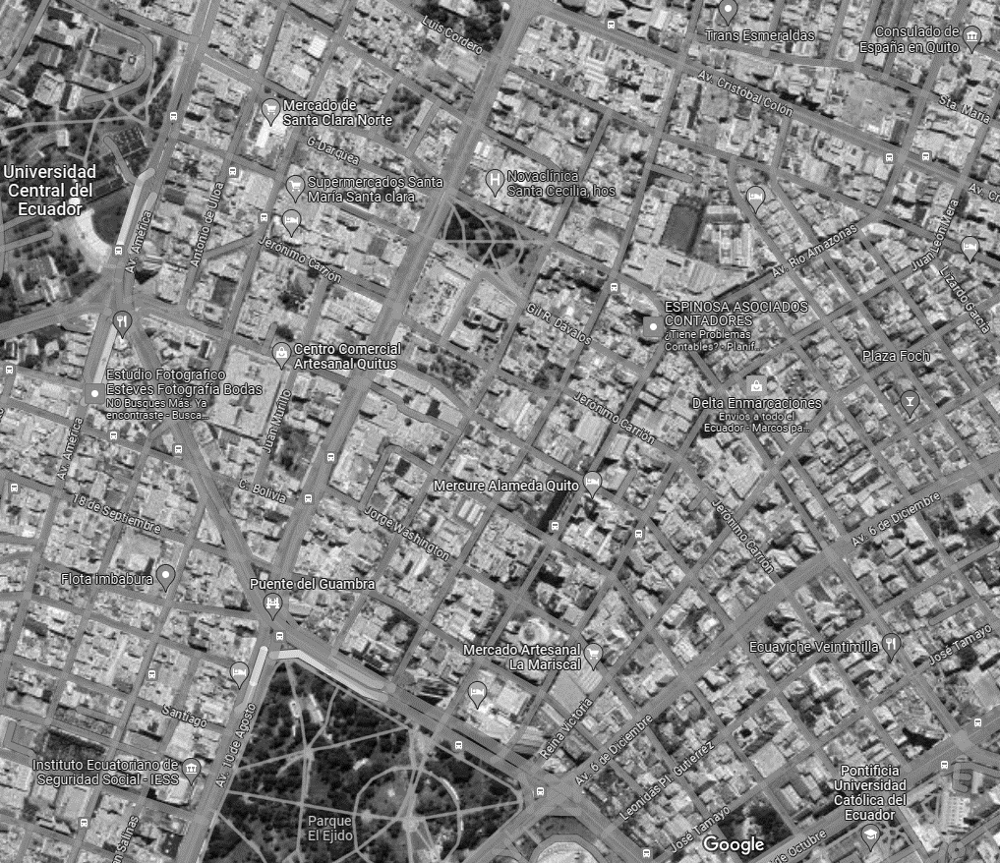 Luis Cordero
Trans Esmeraldas
Consulado de
España en Quito
Av. Cristóbal Colón
Sta. María
Mercado de
Santa Clara Norte
G. Darquea
Universidad
Central del
Ecuador
Supermercados Santa
María Santa clara
Novaclínica
Santa Cecilia, hos
Antonio de Ulloa
Av. América
Jerónimo Carrión
Av. Río Amazonas
Juan León Mera
Lizardo García
Gil R. Dávalos
ESPINOSA ASOCIADOS
CONTADORES
¿Tiene Problemas
Contables? - Planif...
Centro Comercial
Artesanal Quitus
Plaza Foch
Estudio Fotografico
Esteves Fotografía Bodas
NO Busques Más. Ya
encontraste - Busca...
Delta Enmarcaciones
Envíos a todo el
Ecuador - Marcos pa...
Juan Murillo
Jerónimo Carrión
Av. América
Mercure Alameda Quito
C. Bolivia
18 de Septiembre
Jorge Washington
Jerónimo Carrión
Av. 6 de Diciembre
Flota Imbabura
Puente del Guambra
Mercado Artesanal
La Mariscal
Ecuaviche Veintimilla
José Tamayo
Santiago
Av. 10 de Agosto
Reina Victoria
Av. 6 de Diciembre
Leonidas Pl. Gutierrez
Instituto Ecuatoriano de
Seguridad Social - IESS
Pontificia
Universidad
Católica del
Ecuador
Parque
El Ejido
José Tamayo
Google
de Octubre
Salinas